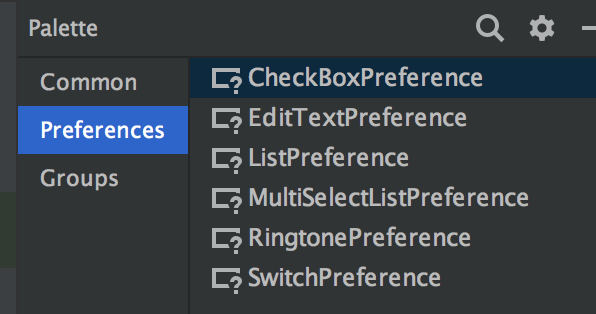 Palette
Common
Preferences
Groups
CheckBoxPreference
EditTextPreference
ListPreference
MultiSelectListPreference
RingtonePreference
SwitchPreference